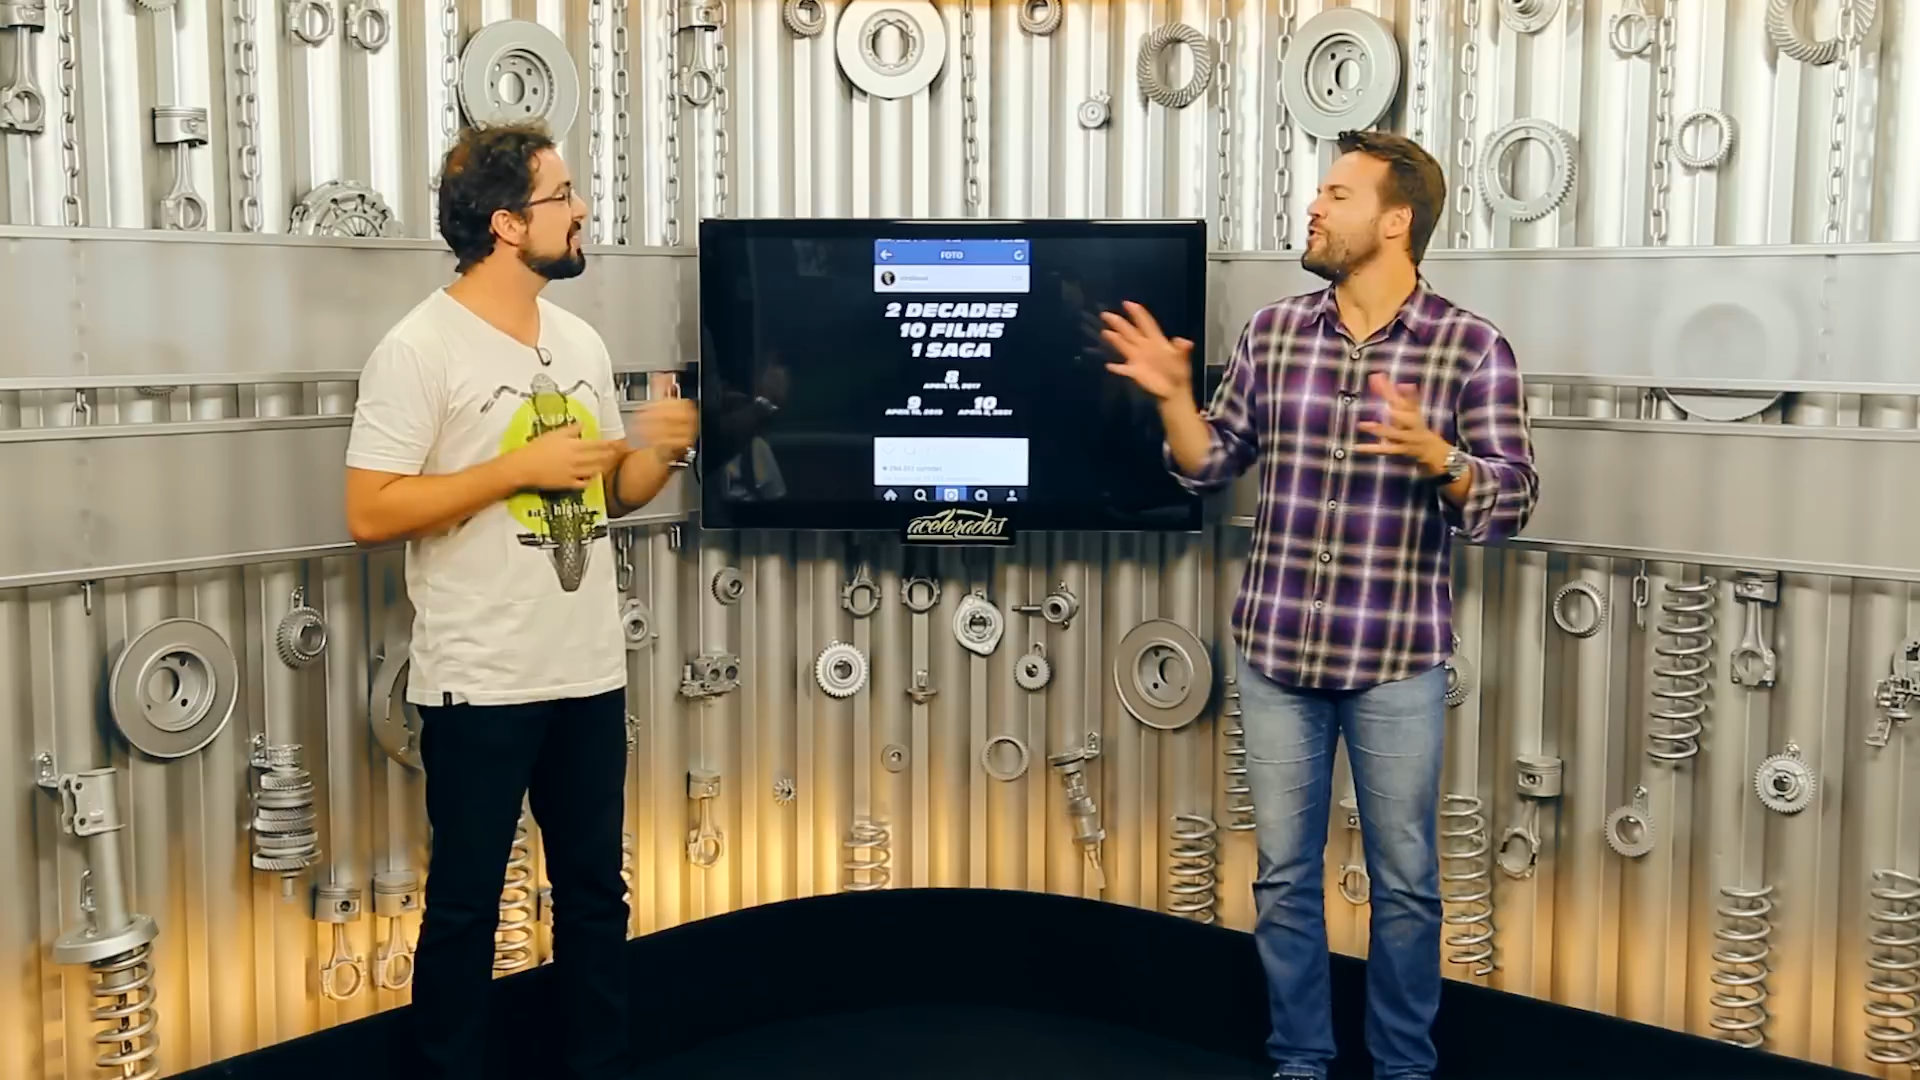 FOTO
2 DECADES
10 FILMS
1 SAGA
8
APRIL 14, 2017
9
APRIL 19, 2019
10
APRIL 2, 2021
acelerados